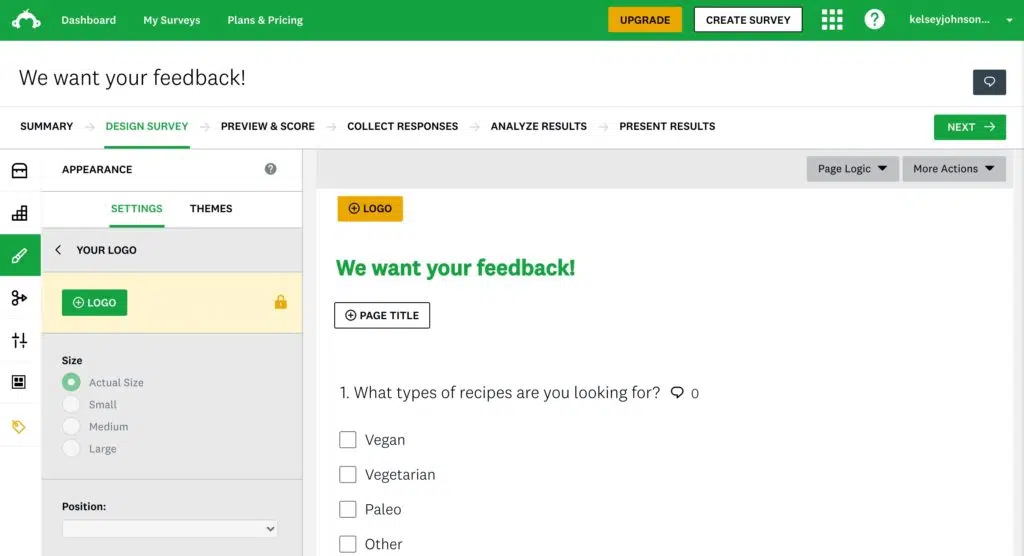 Dashboard My Surveys Plans & Pricing UPGRADE CREATE SURVEY ? kelseyjohnson...
We want your feedback!
SUMMARY → DESIGN SURVEY → PREVIEW & SCORE → COLLECT RESPONSES → ANALYZE RESULTS → PRESENT RESULTS NEXT →
APPEARANCE ?
SETTINGS THEMES
YOUR LOGO
LOGO
Size
Actual Size
Small
Medium
Large
Position:
Page Logic More Actions
LOGO
We want your feedback!
PAGE TITLE
1. What types of recipes are you looking for? 0
Vegan
Vegetarian
Paleo
Other